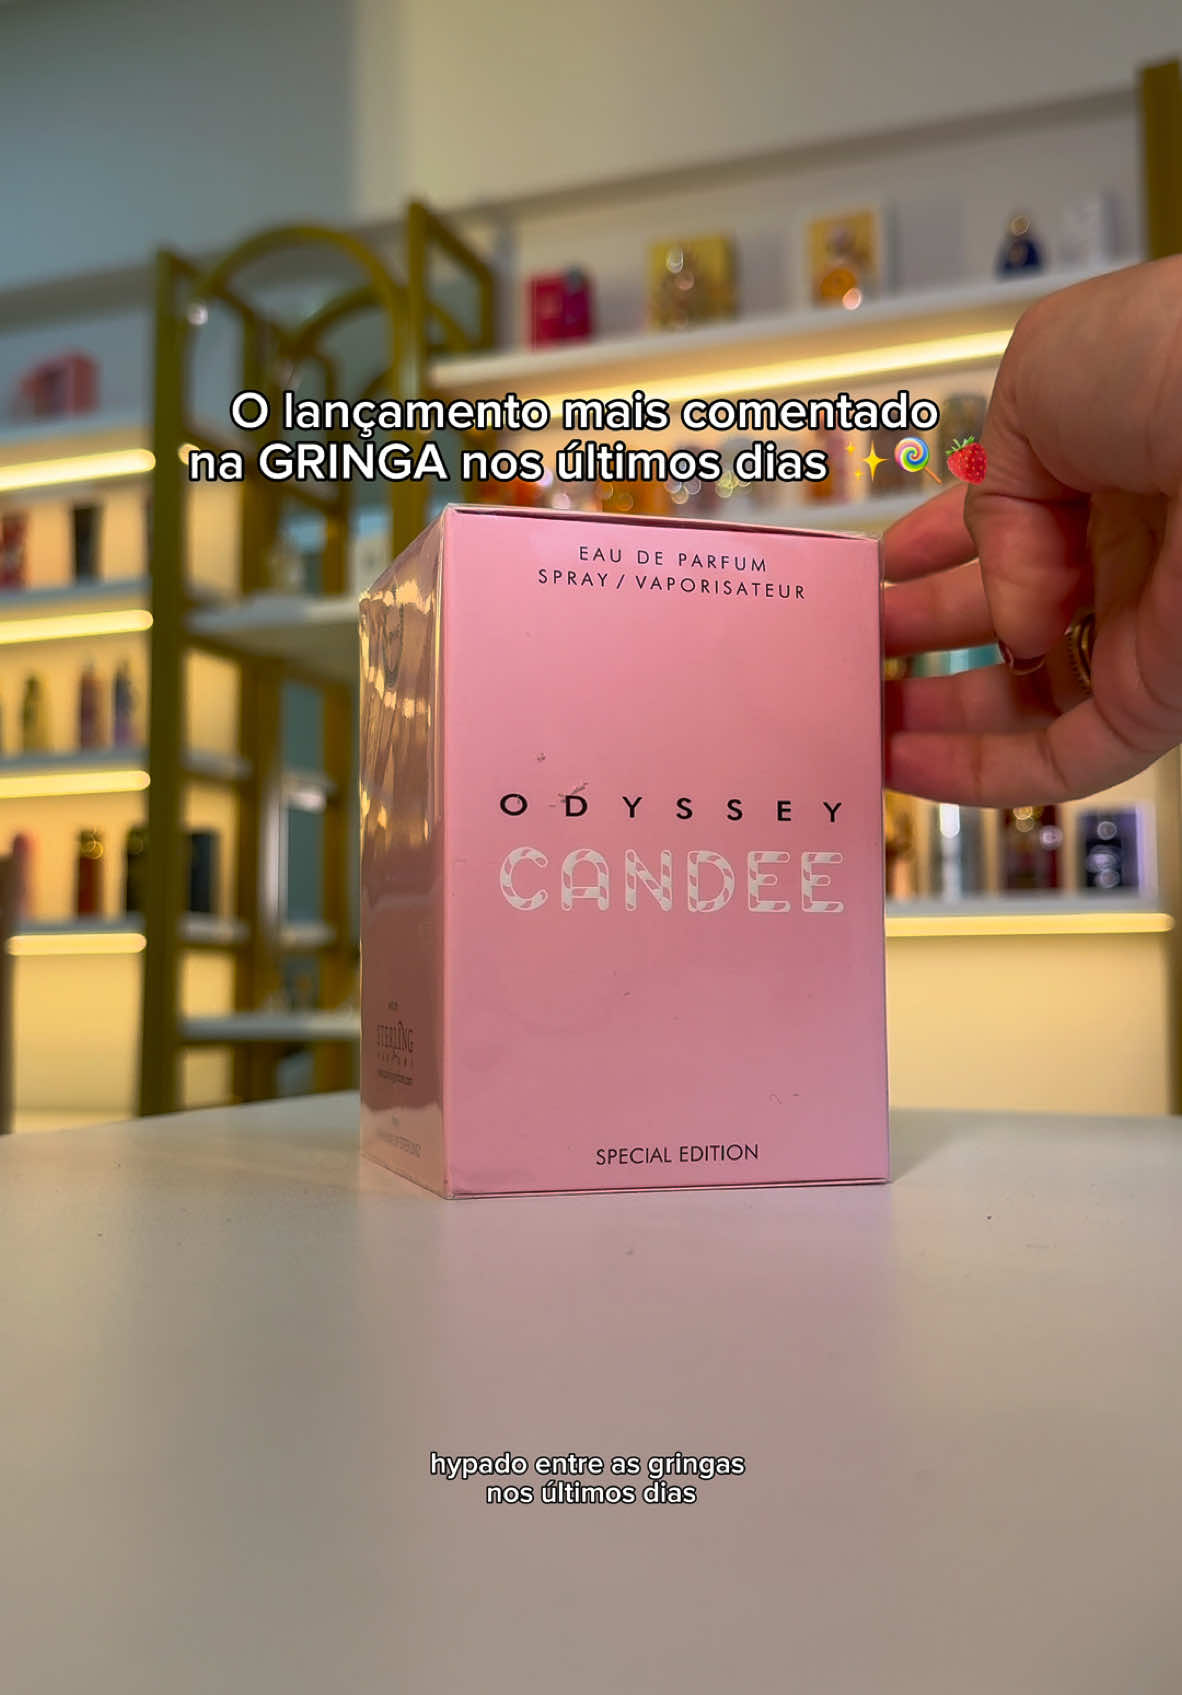 O lançamento mais comentado
na GRINGA nos últimos dias ✨🍭🍓
EAU DE PARFUM
SPRAY / VAPORISATEUR
ODYSSEY
CANDEE
STERLING
SPECIAL EDITION
hypado entre as gringas
nos últimos dias